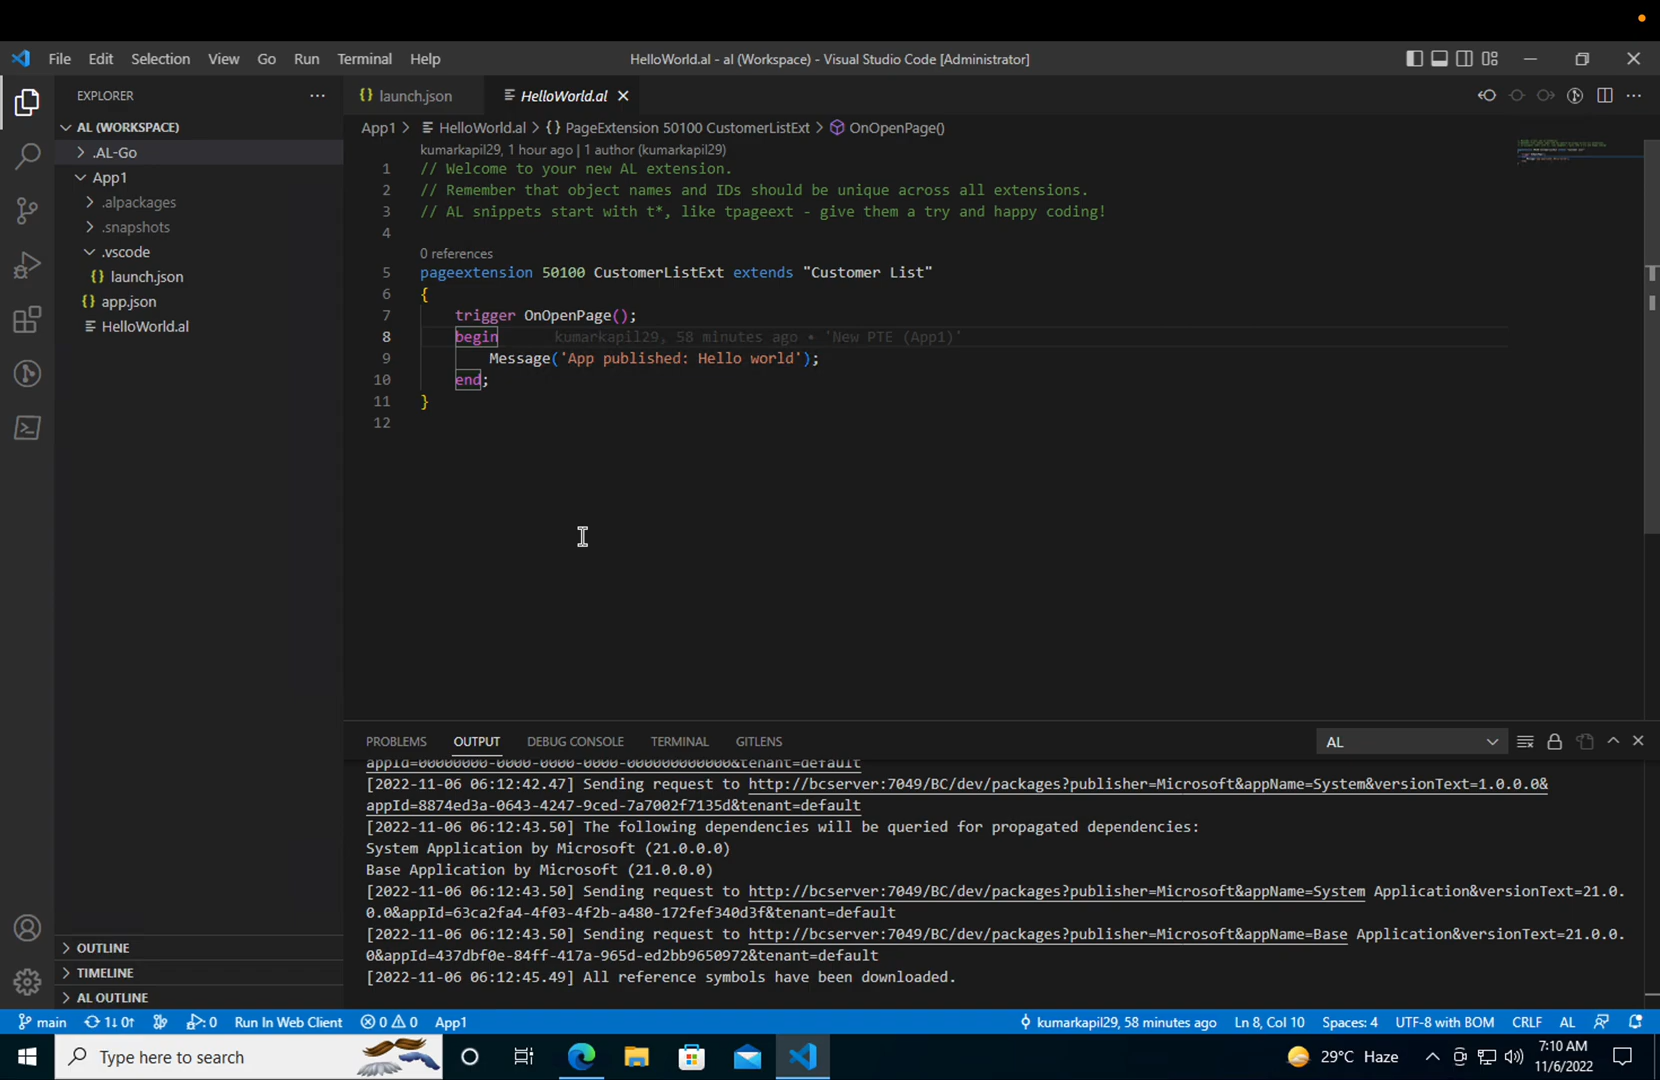 File Edit Selection View Go Run Terminal Help
HelloWorld.al - al (Workspace) - Visual Studio Code [Administrator]
EXPLORER
launch.json
HelloWorld.al
AL (WORKSPACE)
.AL-Go
App1
.alpackages
.snapshots
.vscode
launch.json
app.json
HelloWorld.al
App1 > HelloWorld.al > {} PageExtension 50100 CustomerListExt > OnOpenPage()
kumarkapil29, 1 hour ago | 1 author (kumarkapil29)
1 // Welcome to your new AL extension.
2 // Remember that object names and IDs should be unique across all extensions.
3 // AL snippets start with t*, like tpageext - give them a try and happy coding!
4
0 references
5 pageextension 50100 CustomerListExt extends "Customer List"
6 {
7 trigger OnOpenPage();
8 begin kumarkapil29, 58 minutes ago • 'New PTE (App1)'
9 Message('App published: Hello world');
10 end;
11 }
12
PROBLEMS OUTPUT DEBUG CONSOLE TERMINAL GITLENS
AL
appId=00000000-0000-0000-0000-000000000000&tenant=default
[2022-11-06 06:12:42.47] Sending request to http://bcserver:7049/BC/dev/packages?publisher=Microsoft&appName=System&versionText=1.0.0.0&
appId=8874ed3a-0643-4247-9ced-7a7002f7135d&tenant=default
[2022-11-06 06:12:43.50] The following dependencies will be queried for propagated dependencies:
System Application by Microsoft (21.0.0.0)
Base Application by Microsoft (21.0.0.0)
[2022-11-06 06:12:43.50] Sending request to http://bcserver:7049/BC/dev/packages?publisher=Microsoft&appName=System Application&versionText=21.0.
0.0&appId=63ca2fa4-4f03-4f2b-a480-172fef340d3f&tenant=default
[2022-11-06 06:12:43.50] Sending request to http://bcserver:7049/BC/dev/packages?publisher=Microsoft&appName=Base Application&versionText=21.0.0.
0&appId=437dbf0e-84ff-417a-965d-ed2bb9650972&tenant=default
[2022-11-06 06:12:45.49] All reference symbols have been downloaded.
OUTLINE
TIMELINE
AL OUTLINE
main 1↓ 0↑ : 0 Run In Web Client 0 0 App1
kumarkapil29, 58 minutes ago Ln 8, Col 10 Spaces: 4 UTF-8 with BOM CRLF AL
Type here to search
29°C Haze
7:10 AM
11/6/2022